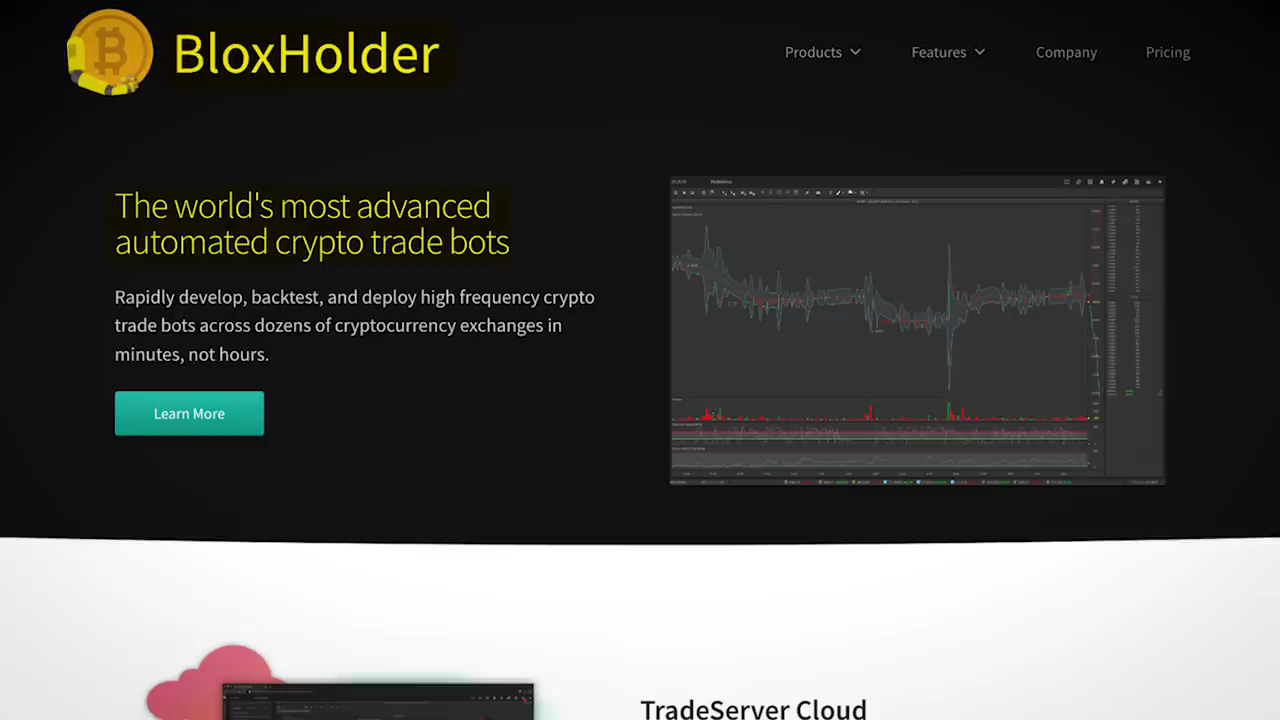 BloxHolder
Products Features Company Pricing
The world's most advanced
automated crypto trade bots
Rapidly develop, backtest, and deploy high frequency crypto
trade bots across dozens of cryptocurrency exchanges in
minutes, not hours.
Learn More
TradeServer Cloud